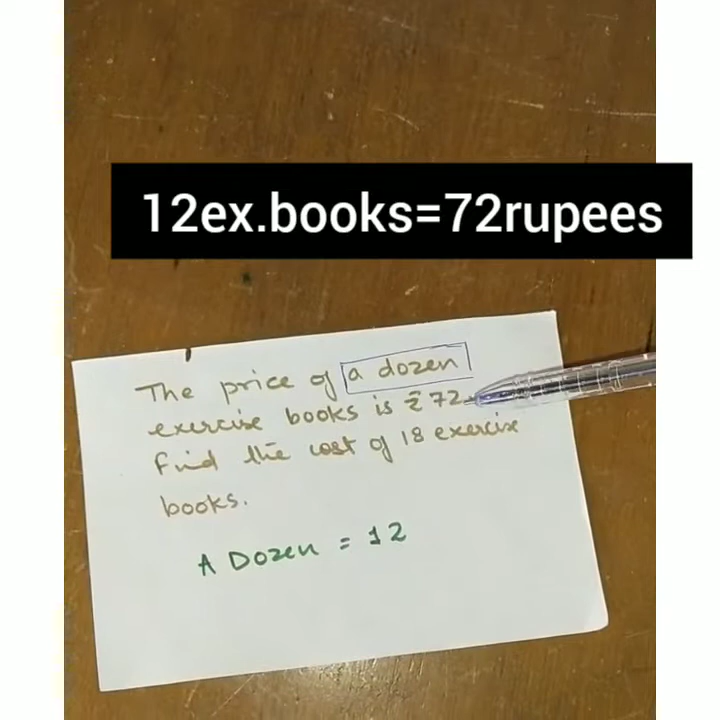 12ex.books=72rupees
The price of a dozen
exercise books is ₹72
find the cost of 18 exercise
books.
A Dozen = 12